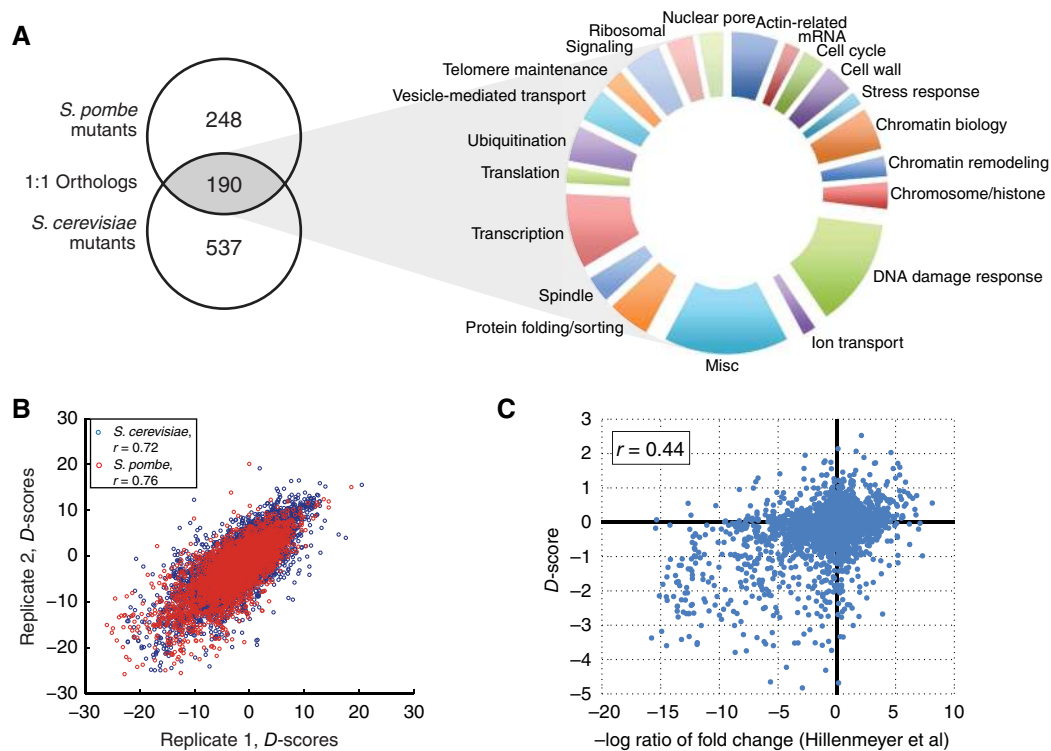 A
S. pombe
mutants
248
1:1 Orthologs
190
S. cerevisiae
mutants
537
Nuclear pore
Actin-related
mRNA
Cell cycle
Cell wall
Stress response
Chromatin biology
Chromatin remodeling
Chromosome/histone
DNA damage response
Ion transport
Misc
Protein folding/sorting
Spindle
Transcription
Translation
Ubiquitination
Vesicle-mediated transport
Telomere maintenance
Signaling
Ribosomal
B
30
20
10
0
−10
−20
−30
−30
−20
−10
0
10
20
30
S. cerevisiae,
r = 0.72
S. pombe,
r = 0.76
Replicate 2, D-scores
Replicate 1, D-scores
C
3
2
1
0
−1
−2
−3
−4
−5
−20
−15
−10
−5
0
5
10
r = 0.44
D-score
−log ratio of fold change (Hillenmeyer et al)